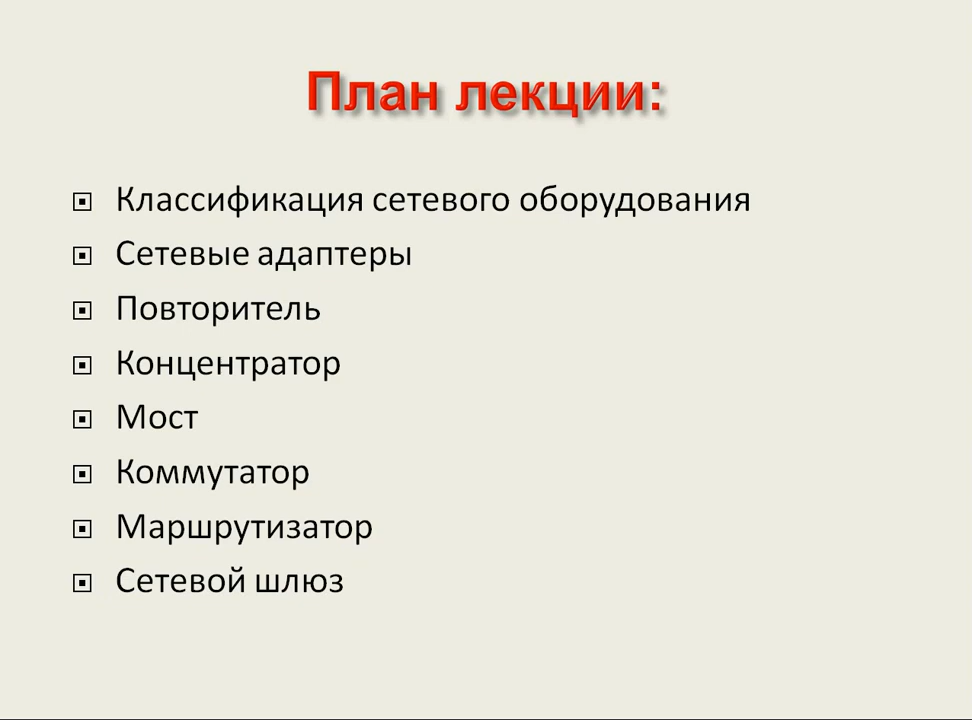 План лекции:
Классификация сетевого оборудования
Сетевые адаптеры
Повторитель
Концентратор
Мост
Коммутатор
Маршрутизатор
Сетевой шлюз